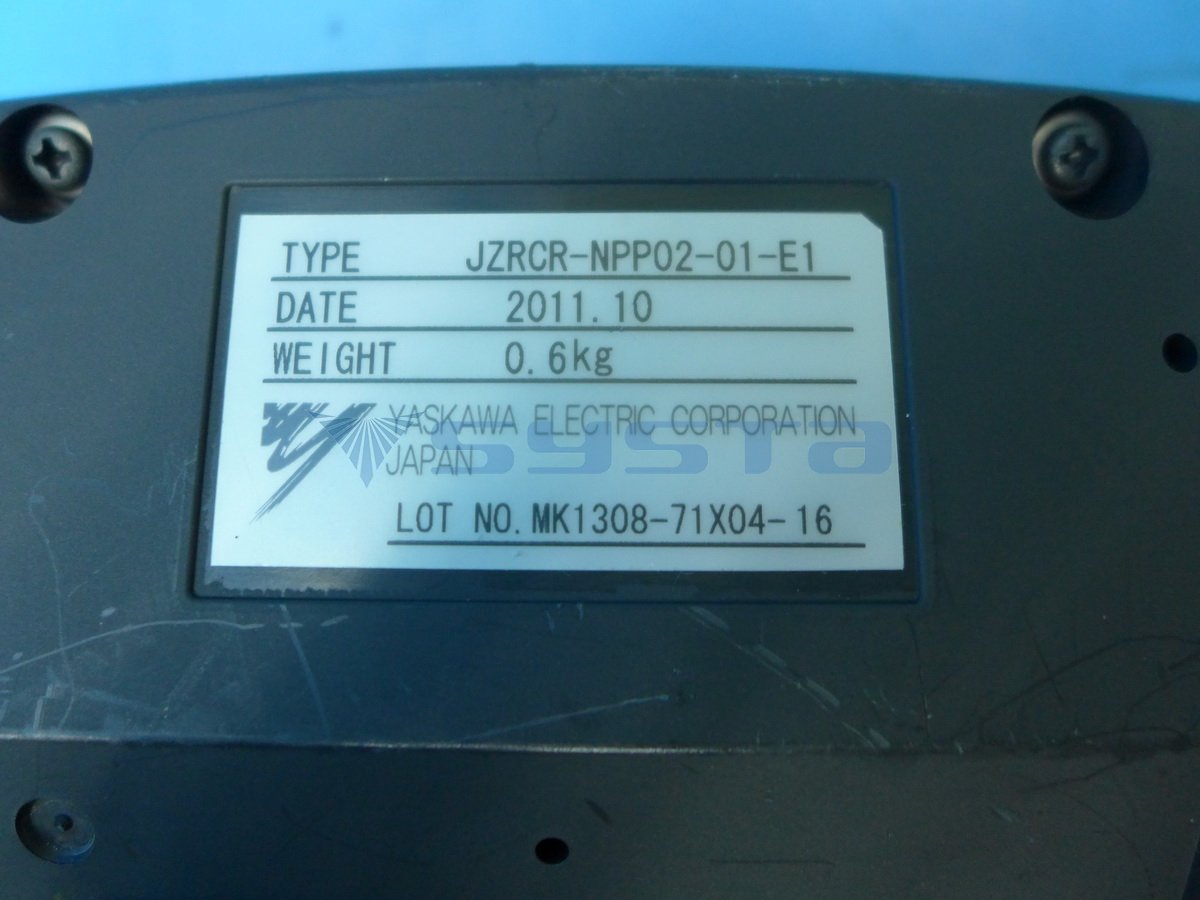 TYPE JZRCR-NPP02-01-E1
DATE 2011.10
WEIGHT 0.6kg
YASKAWA ELECTRIC CORPORATION
JAPAN
systa
LOT NO. MK1308-71X04-16